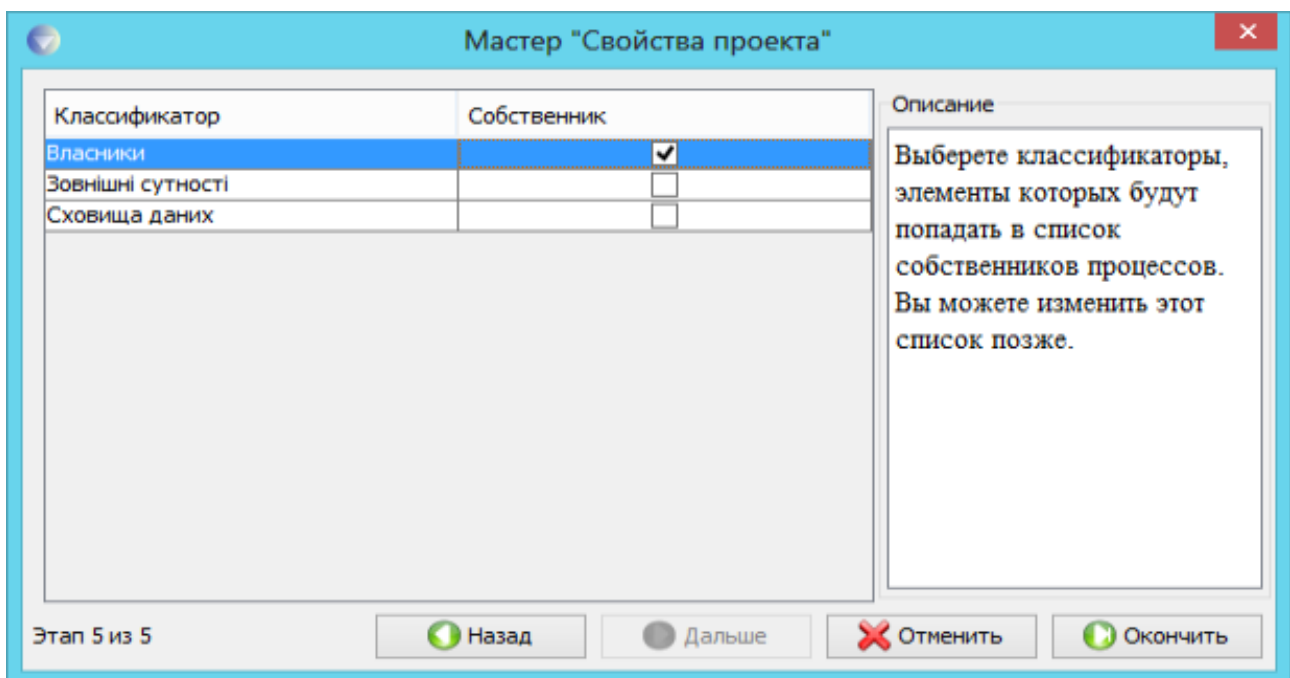 Мастер "Свойства проекта"
Классификатор Собственник
Власники
Зовнішні сутності
Сховища даних
Описание
Выберете классификаторы,
элементы которых будут
попадать в список
собственников процессов.
Вы можете изменить этот
список позже.
Этап 5 из 5 Назад Дальше Отменить Окончить